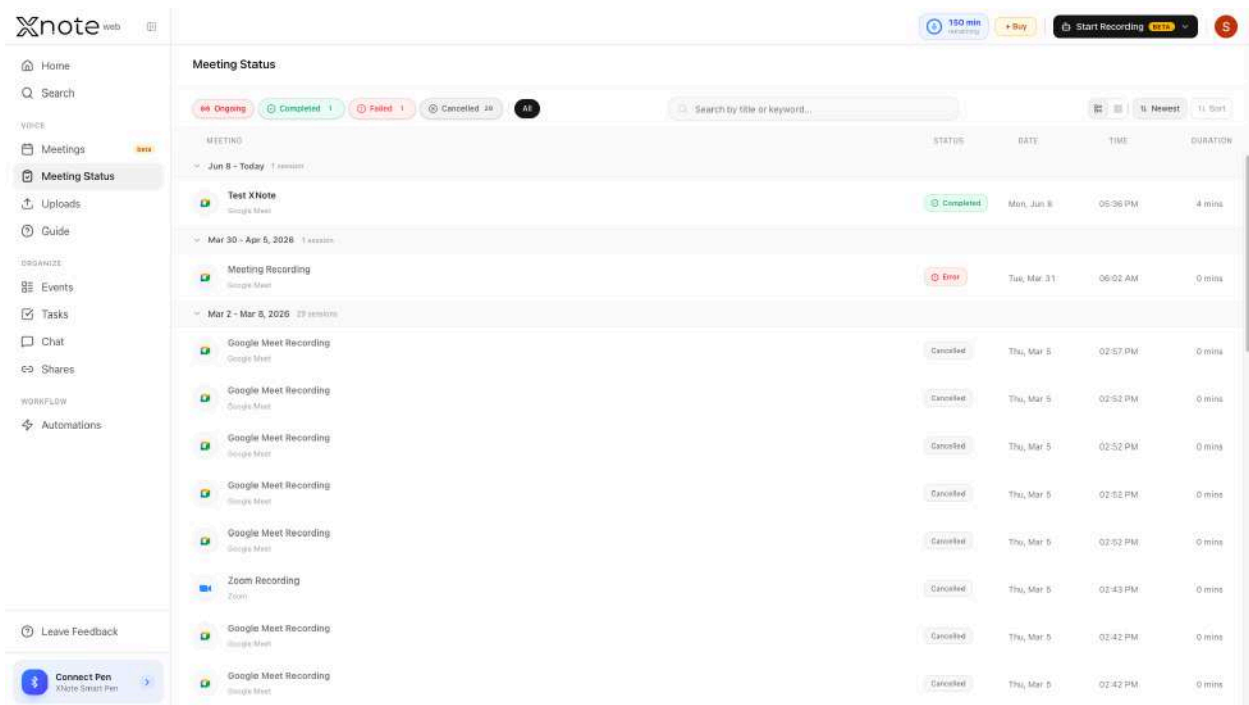 Xnote web
150 min
remaining
+ Buy
Start Recording BETA
S
Home
Search
VOICE
Meetings beta
Meeting Status
Uploads
Guide
ORGANIZE
Events
Tasks
Chat
Shares
WORKFLOW
Automations
Leave Feedback
Connect Pen
XNote Smart Pen
Meeting Status
Ongoing
Completed 1
Failed 1
Cancelled
All
Search by title or keyword...
Newest
Sort
MEETING STATUS DATE TIME DURATION
Jun 8 - Today 1 session
Test XNote
Google Meet
Completed Mon, Jun 8 05:36 PM 4 mins
Mar 30 - Apr 5, 2026 1 session
Meeting Recording
Google Meet
Error Tue, Mar 31 06:02 AM 0 mins
Mar 2 - Mar 8, 2026 sessions
Google Meet Recording
Google Meet
Cancelled Thu, Mar 5 02:57 PM 0 mins
Google Meet Recording
Google Meet
Cancelled Thu, Mar 5 02:52 PM 0 mins
Google Meet Recording
Google Meet
Cancelled Thu, Mar 5 02:52 PM 0 mins
Google Meet Recording
Google Meet
Cancelled Thu, Mar 5 02:52 PM 0 mins
Google Meet Recording
Google Meet
Cancelled Thu, Mar 5 02:52 PM 0 mins
Zoom Recording
Zoom
Cancelled Thu, Mar 5 02:43 PM 0 mins
Google Meet Recording
Google Meet
Cancelled Thu, Mar 5 02:42 PM 0 mins
Google Meet Recording
Google Meet
Cancelled Thu, Mar 5 02:42 PM 0 mins